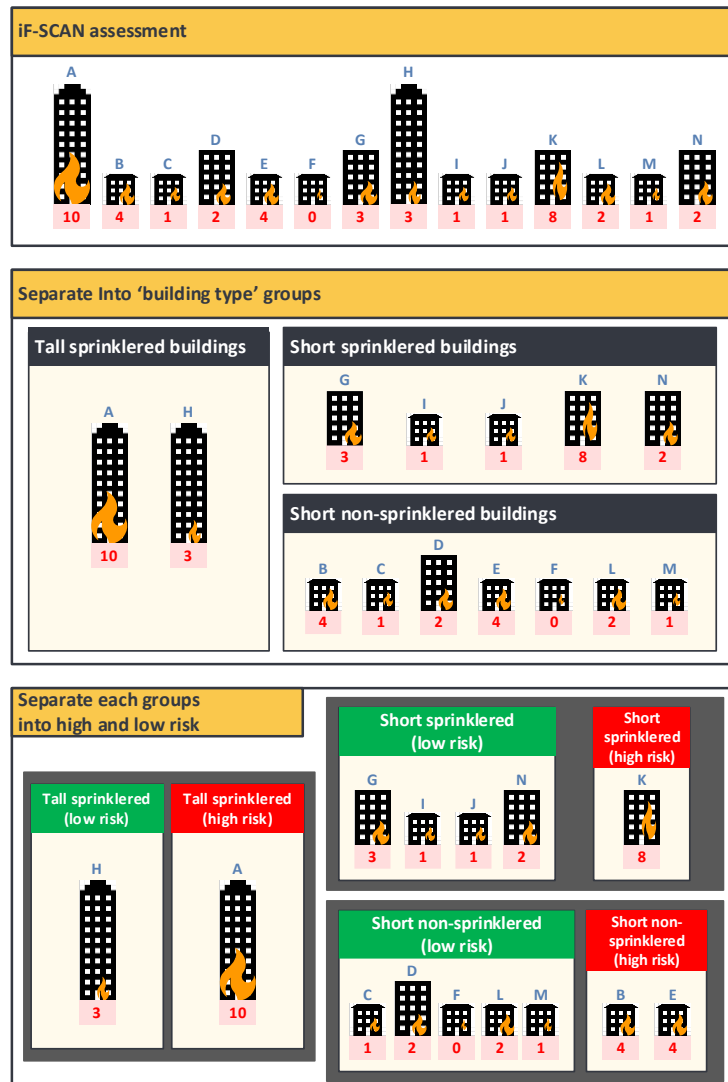 iF-SCAN assessment
A
H
D
G
K
N
B
C
E
F
I
J
L
M
10
4
1
2
4
0
3
3
1
1
8
2
1
2
Separate Into ‘building type’ groups
Tall sprinklered buildings
A
H
10
3
Short sprinklered buildings
G
I
J
K
N
3
1
1
8
2
Short non-sprinklered buildings
D
B
C
E
F
L
M
4
1
2
4
0
2
1
Separate each groups
into high and low risk
Tall sprinklered
(low risk)
H
3
Tall sprinklered
(high risk)
A
10
Short sprinklered
(low risk)
G
I
J
N
3
1
1
2
Short
sprinklered
(high risk)
K
8
Short non-sprinklered
(low risk)
D
C
F
L
M
1
2
0
2
1
Short non-
sprinklered
(high risk)
B
E
4
4